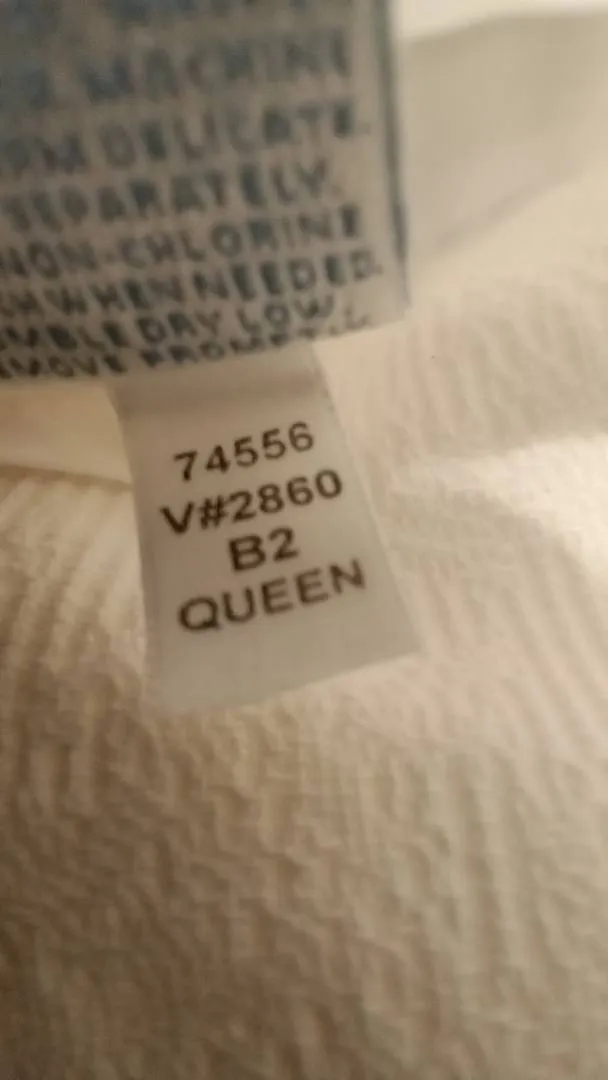 MACHINE
DELICATE.
SEPARATELY.
NON-CHLORINE
WHEN NEEDED.
DRY LOW.
74556
V#2860
B2
QUEEN